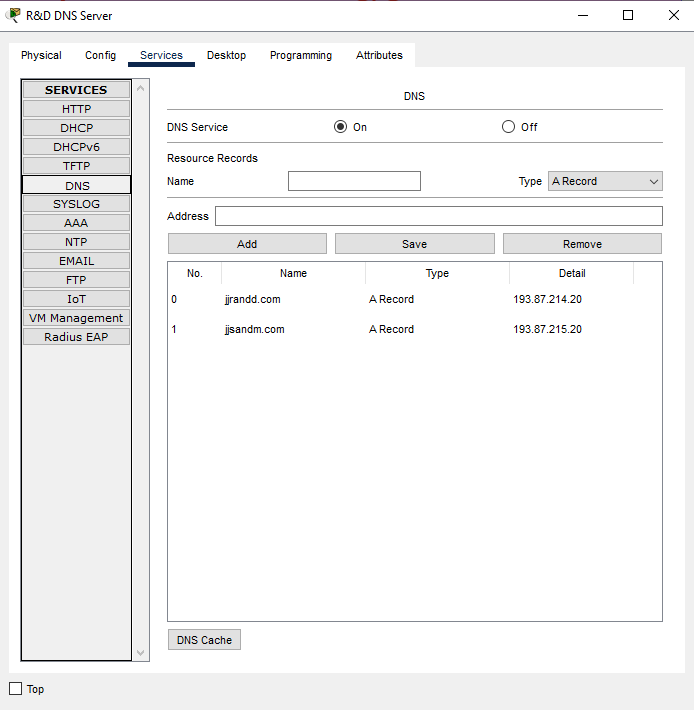 R&D DNS Server
Physical Config Services Desktop Programming Attributes
SERVICES
HTTP
DHCP
DHCPv6
TFTP
DNS
SYSLOG
AAA
NTP
EMAIL
FTP
IoT
VM Management
Radius EAP
DNS
DNS Service On Off
Resource Records
Name Type A Record
Address
Add Save Remove
No. Name Type Detail
0 jjrandd.com A Record 193.87.214.20
1 jjsandm.com A Record 193.87.215.20
DNS Cache
Top